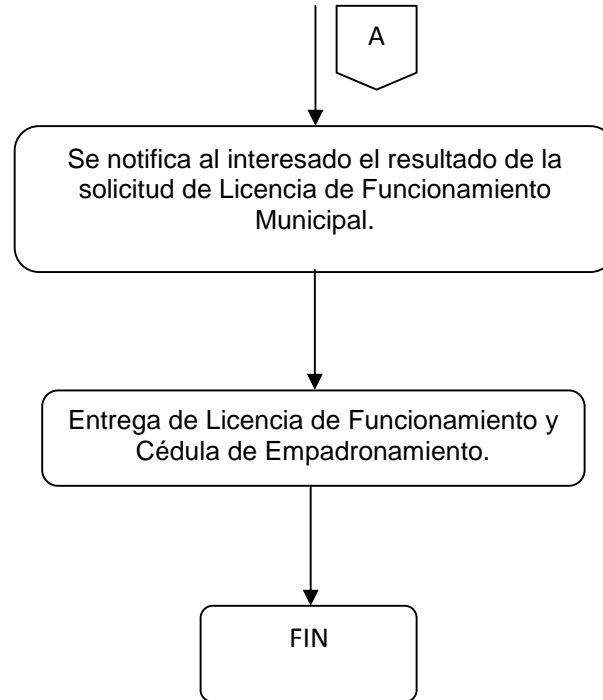 A
Se notifica al interesado el resultado de la
solicitud de Licencia de Funcionamiento
Municipal.
Entrega de Licencia de Funcionamiento y
Cédula de Empadronamiento.
FIN